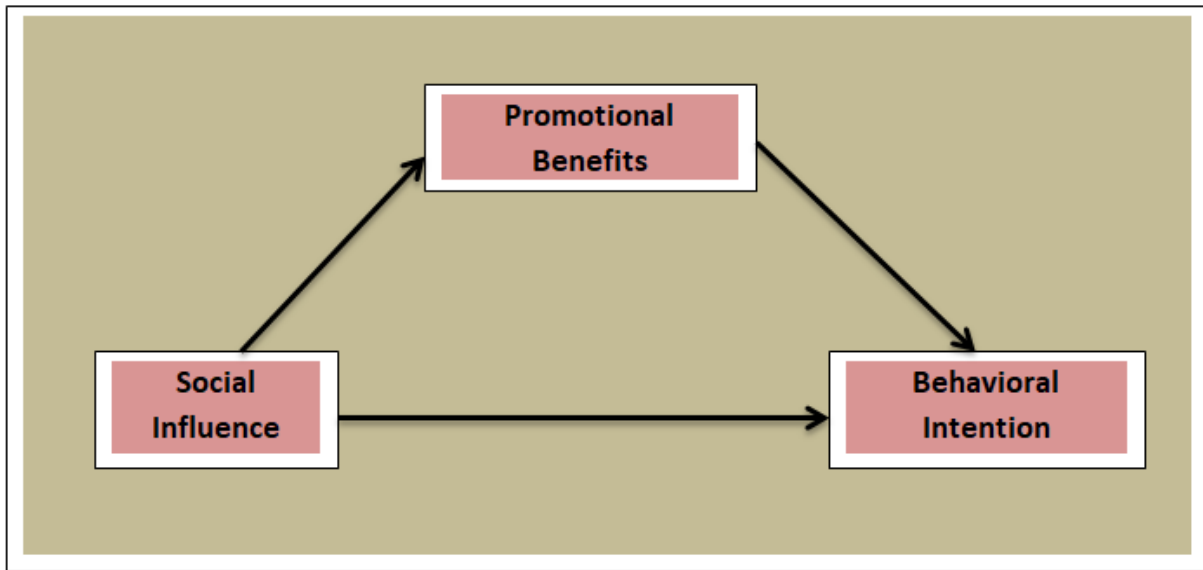 Promotional
Benefits
Social
Influence
Behavioral
Intention